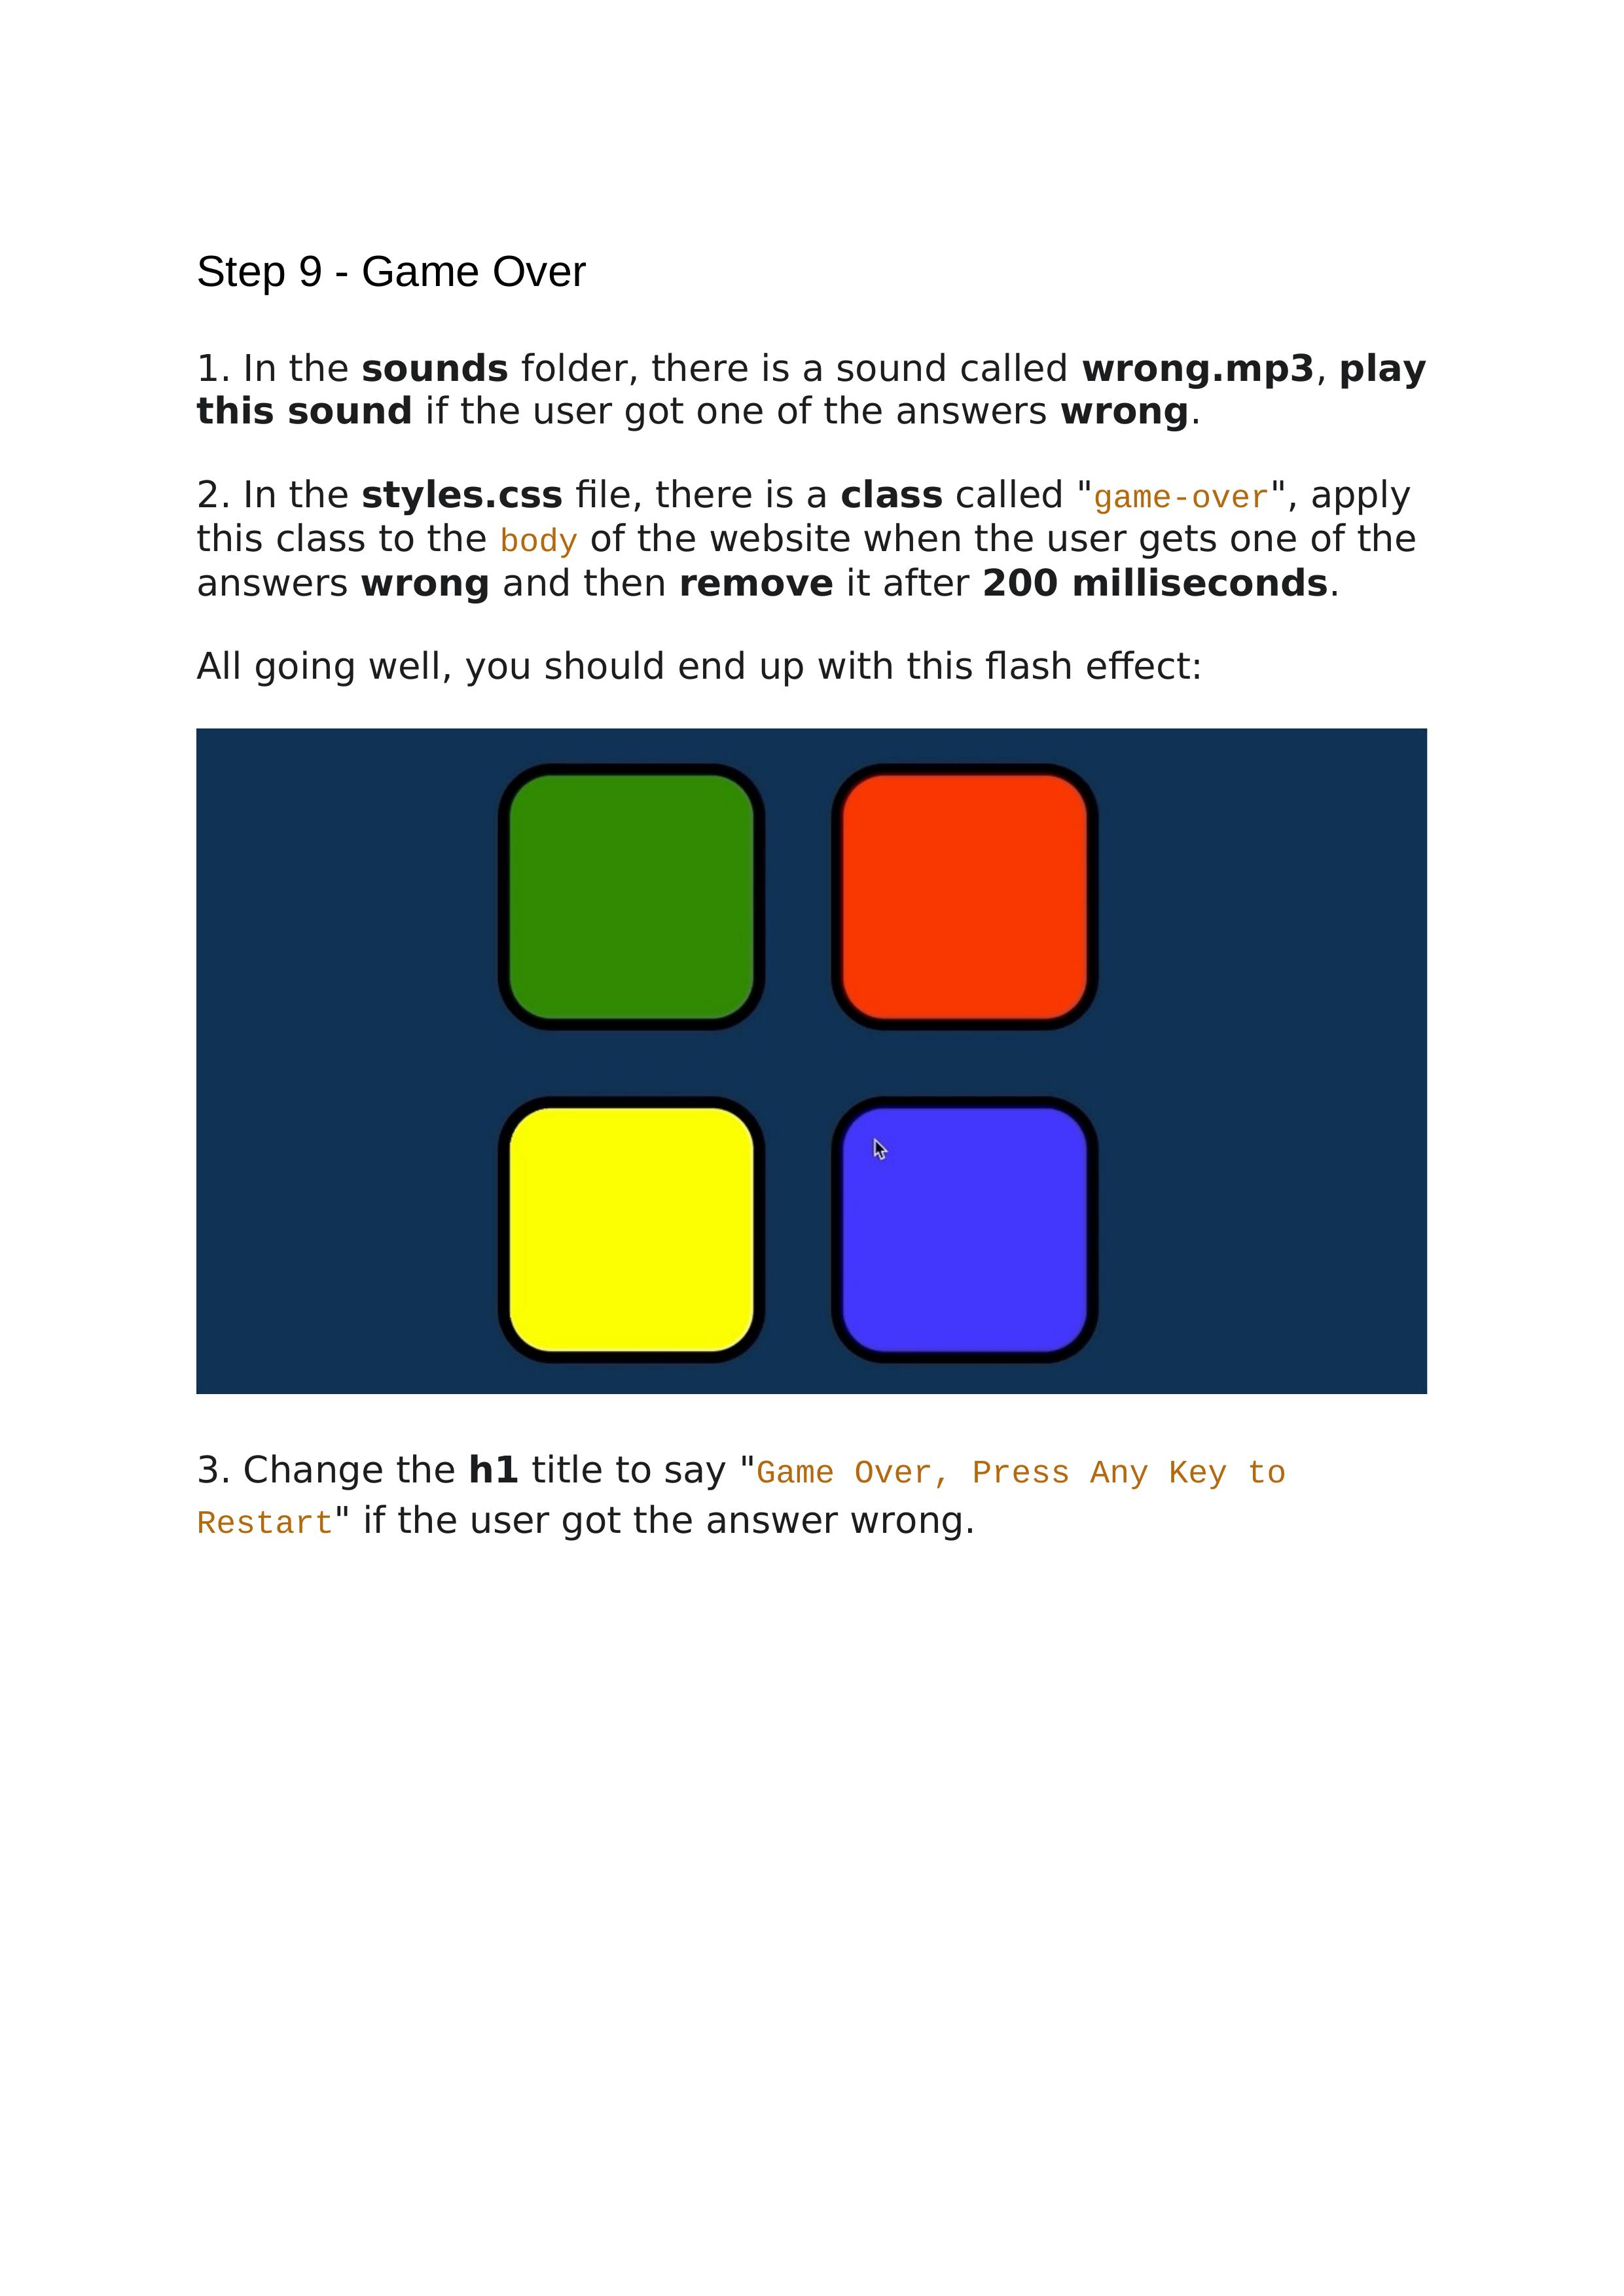 Step 9 - Game Over
1. In the sounds folder, there is a sound called wrong.mp3, play
this sound if the user got one of the answers wrong.
2. In the styles.css file, there is a class called "game-over", apply
this class to the body of the website when the user gets one of the
answers wrong and then remove it after 200 milliseconds.
All going well, you should end up with this flash effect:
3. Change the h1 title to say "Game Over, Press Any Key to
Restart" if the user got the answer wrong.